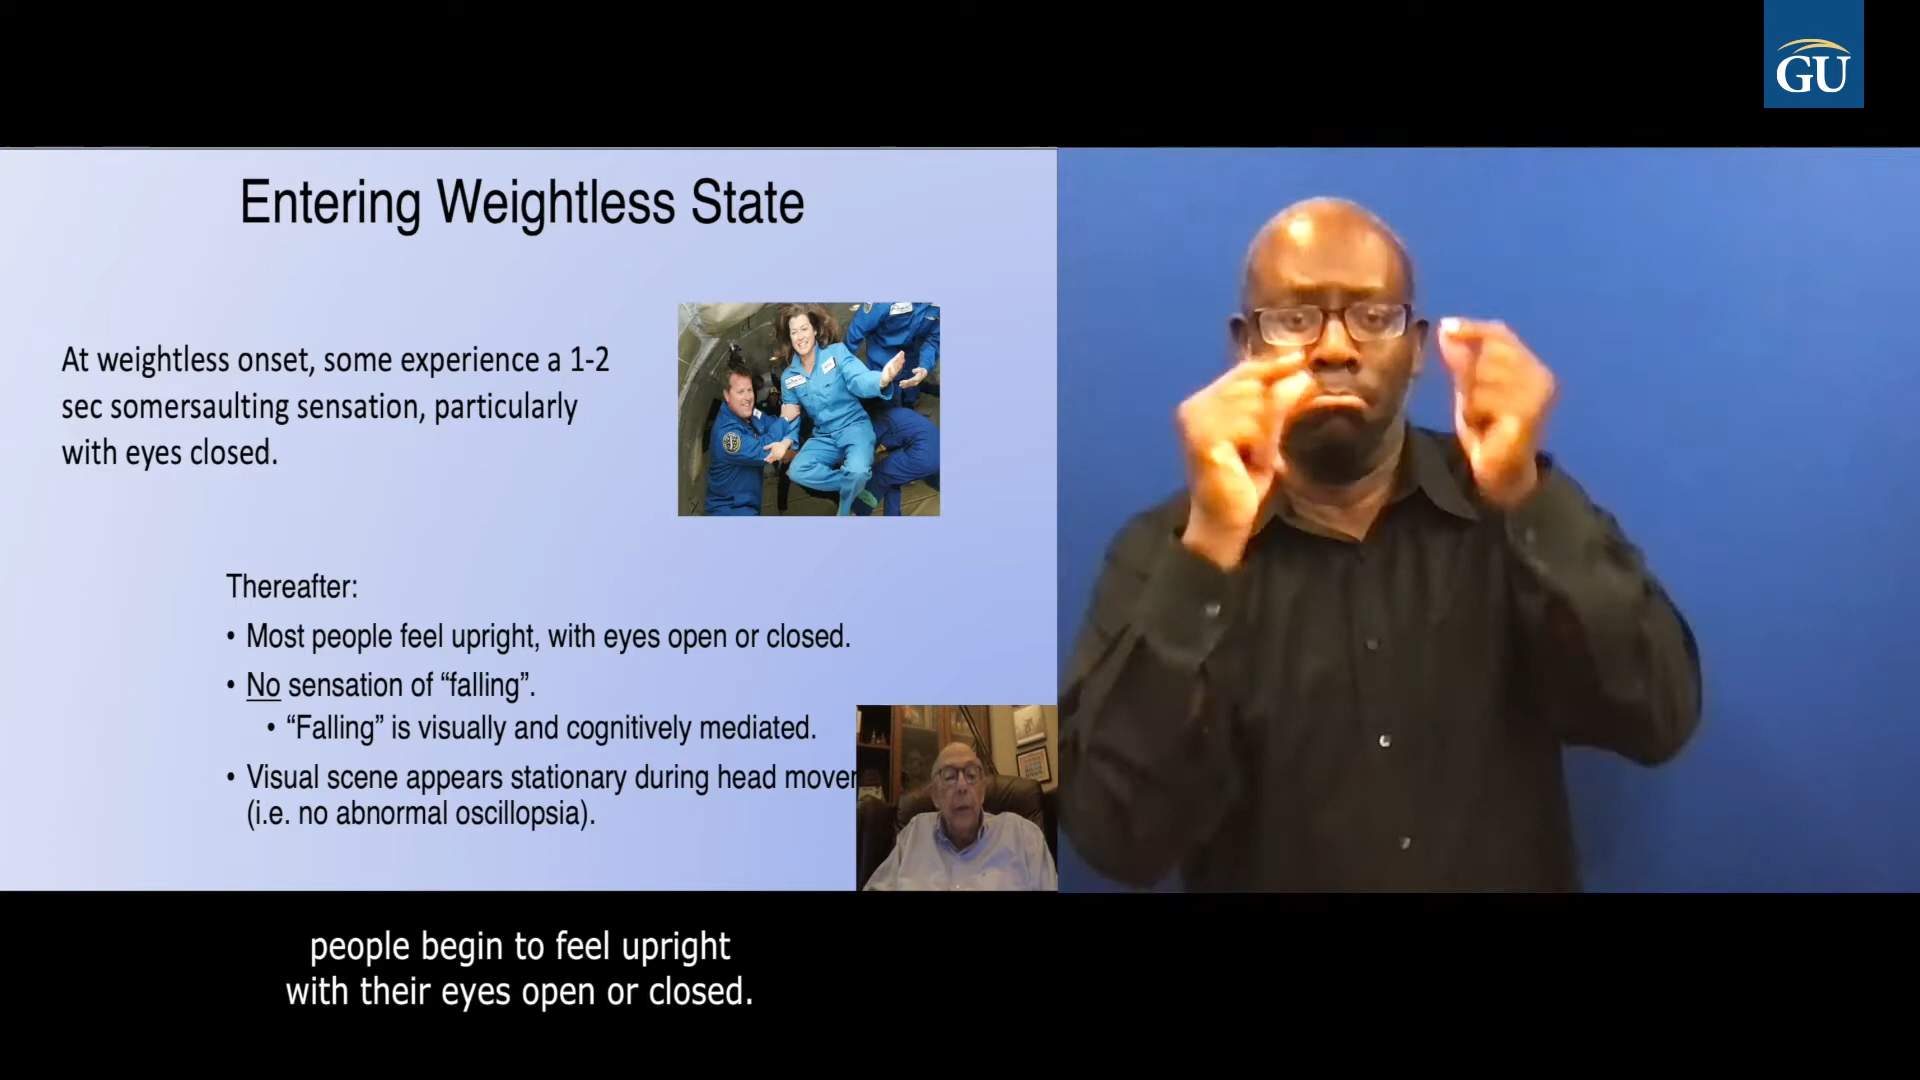 GU
Entering Weightless State
At weightless onset, some experience a 1-2
sec somersaulting sensation, particularly
with eyes closed.
Thereafter:
• Most people feel upright, with eyes open or closed.
• No sensation of “falling”.
• “Falling” is visually and cognitively mediated.
• Visual scene appears stationary during head mover
(i.e. no abnormal oscillopsia).
people begin to feel upright
with their eyes open or closed.